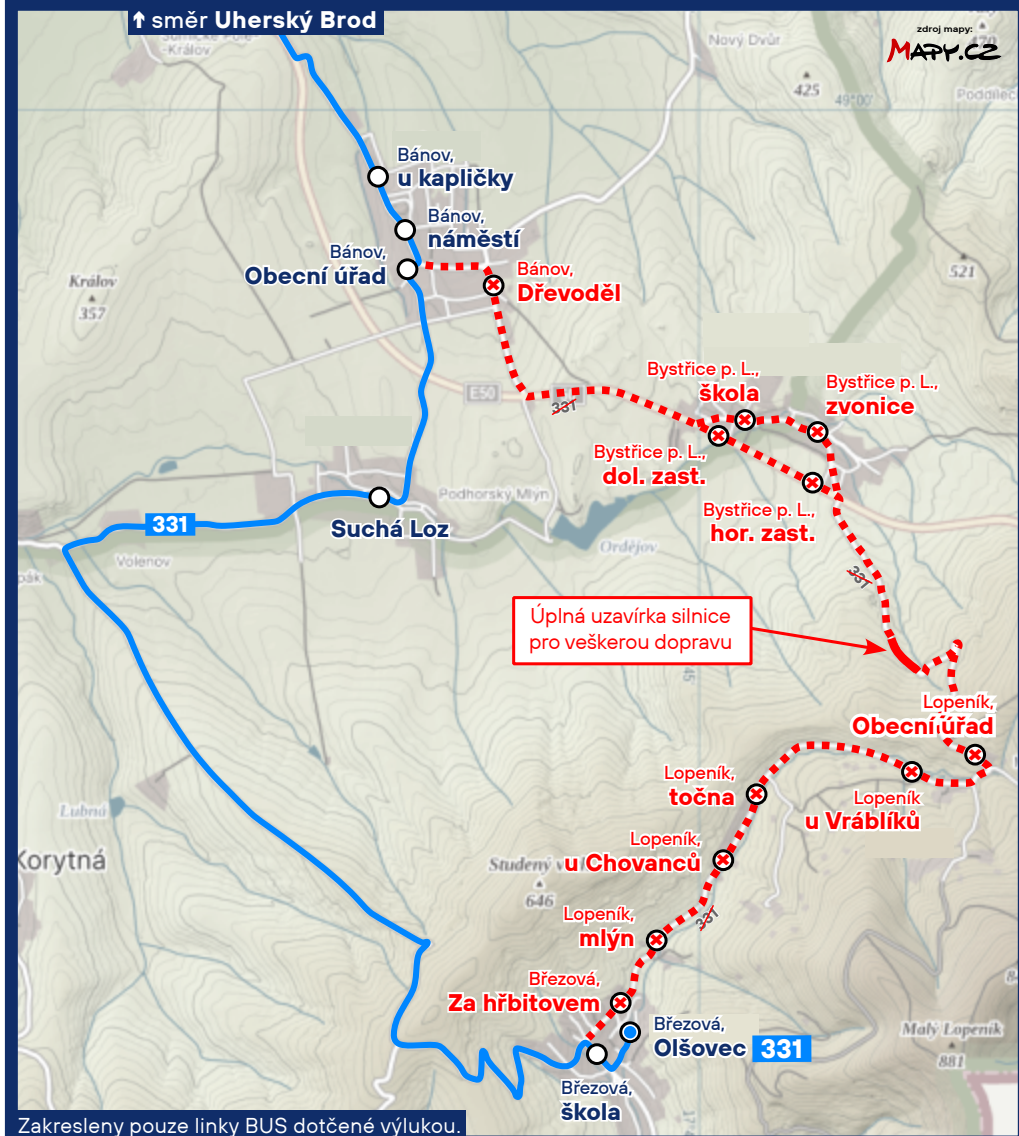 ↑ směr Uherský Brod
zdroj mapy:
MAPY.CZ
-Králov
Nový Dvůr
425
49°00'
Bánov,
u kapličky
Bánov,
náměstí
Bánov,
Obecní úřad
Bánov,
Dřevoděl
Králov
357
521
E50
331
Bystřice p. L.,
škola
Bystřice p. L.,
zvonice
Bystřice p. L.,
dol. zast.
Bystřice p. L.,
hor. zast.
Podhorský Mlýn
331
Suchá Loz
Ordějov
Volenov
331
Úplná uzavírka silnice
pro veškerou dopravu
Lopeník,
Obecní úřad
Lopeník,
točna
Lopeník
u Vráblíků
Lubná
Korytná
Lopeník,
u Chovanců
646
331
Lopeník,
mlýn
Březová,
Za hřbitovem
Březová,
Olšovec 331
Malý Lopeník
881
Březová,
škola
Zakresleny pouze linky BUS dotčené výlukou.